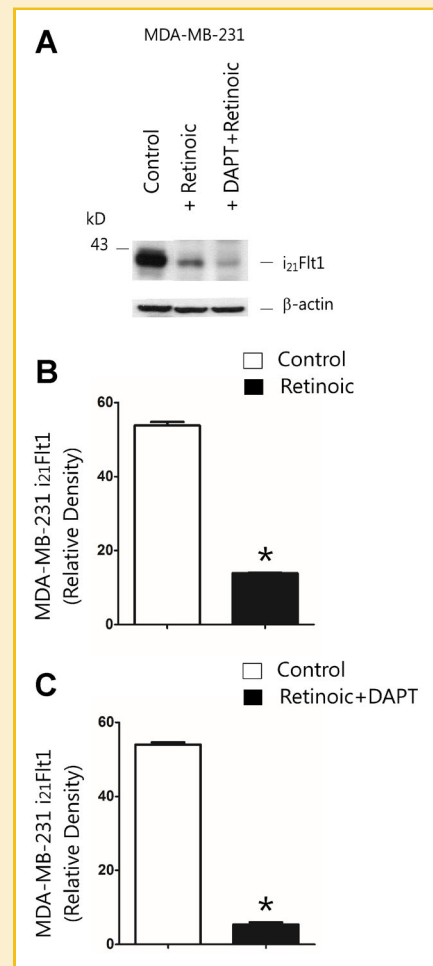 A
MDA-MB-231
Control
+ Retinoic
+ DAPT+Retinoic
kD
43
i21Flt1
β-actin
B
Control
Retinoic
MDA-MB-231 i21Flt1
(Relative Density)
60
40
20
0
*
C
Control
Retinoic+DAPT
MDA-MB-231 i21Flt1
(Relative Density)
60
40
20
0
*